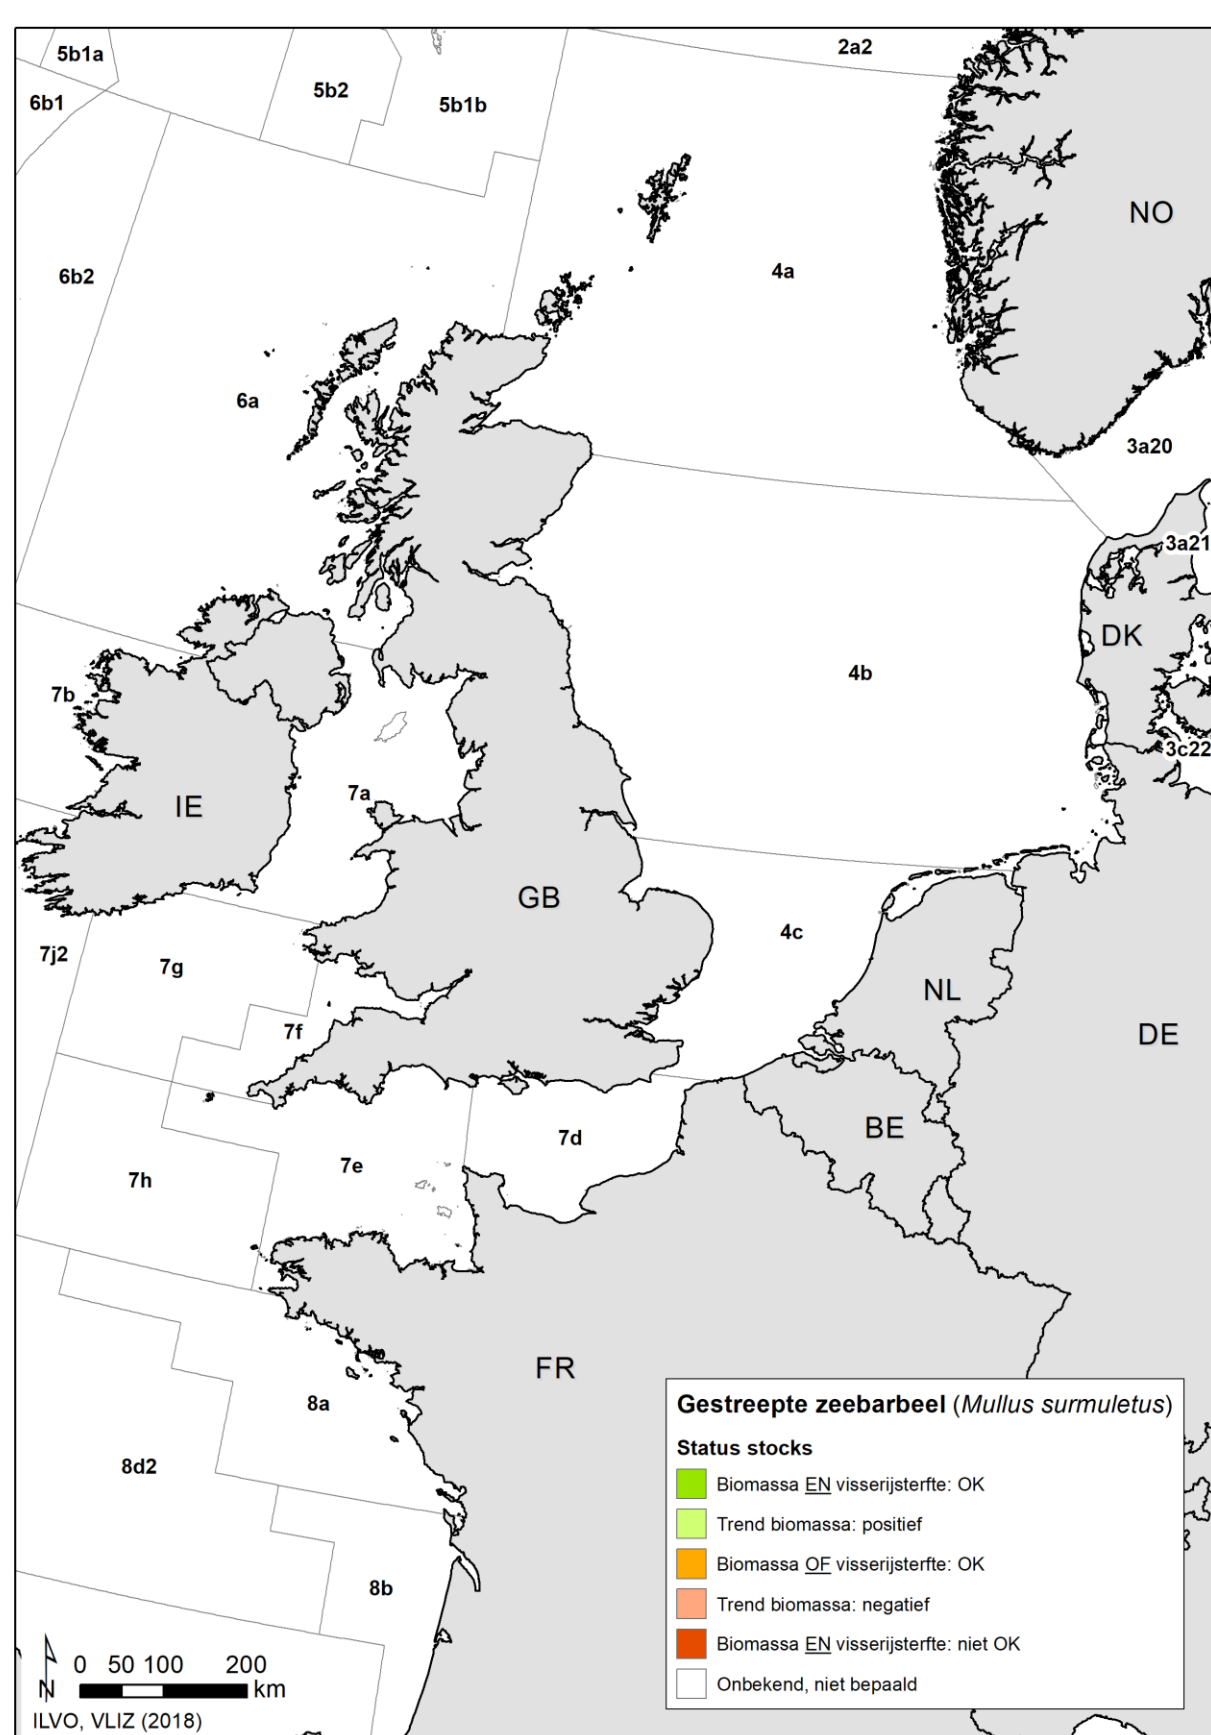 2a2
5b1a
5b2
5b1b
6b1
NO
4a
6b2
6a
3a20
3a21
DK
4b
7b
3c22
7a
IE
GB
4c
7j2
7g
NL
7f
DE
BE
7d
7e
7h
FR
8a
8d2
8b
Gestreepte zeebarbeel (Mullus surmuletus)
Status stocks
Biomassa EN visserijsterfte: OK
Trend biomassa: positief
Biomassa OF visserijsterfte: OK
Trend biomassa: negatief
Biomassa EN visserijsterfte: niet OK
Onbekend, niet bepaald
0 50 100 200
km
N
ILVO, VLIZ (2018)